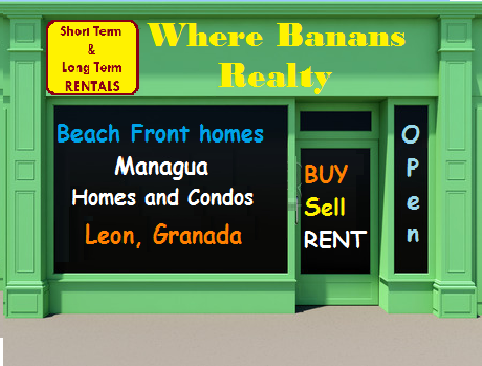 Short Term
&
Long Term
RENTALS
Where Banans
Realty
Beach Front homes
Managua
Homes and Condos
Leon, Granada
BUY
Sell
RENT
OPen